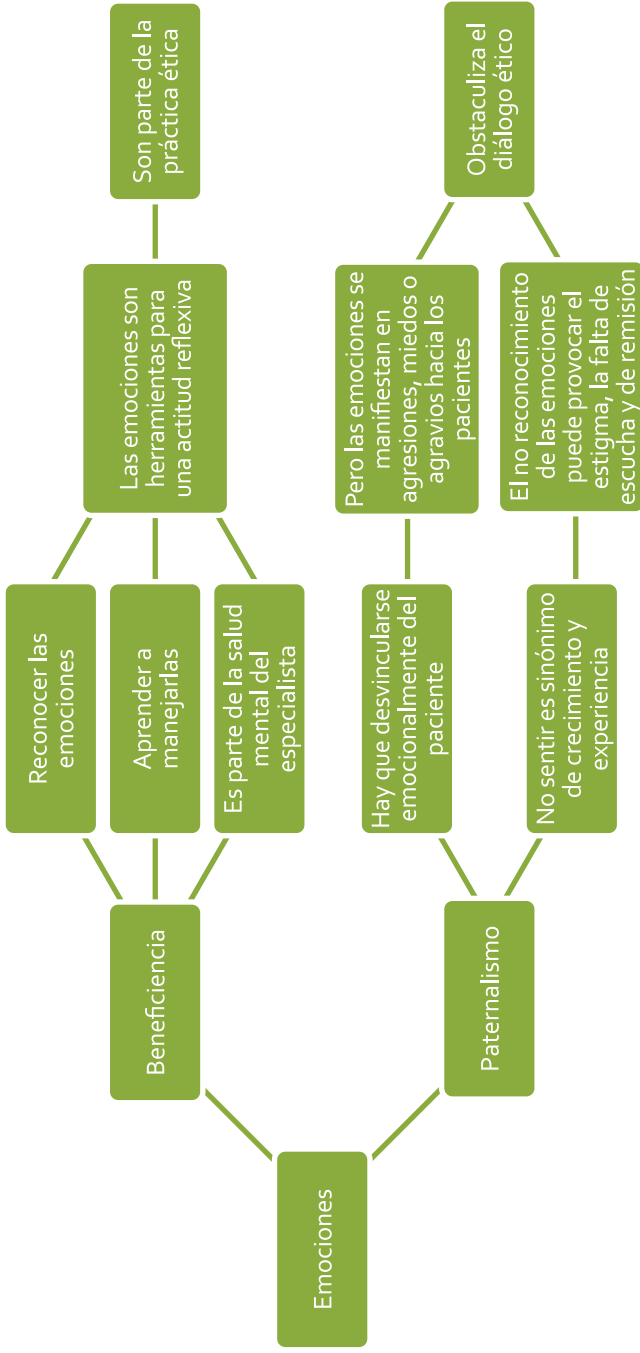 Emociones
Beneficiencia
Reconocer las
emociones
Aprender a
manejarlas
Es parte de la salud
mental del
especialista
Las emociones son
herramientas para
una actitud reflexiva
Son parte de la
práctica ética
Paternalismo
Hay que desvincularse
emocionalmente del
paciente
Pero las emociones se
manifiestan en
agresiones, miedos o
agravios hacia los
pacientes
No sentir es sinónimo
de crecimiento y
experiencia
El no reconocimiento
de las emociones
puede provocar el
estigma, la falta de
escucha y de remisión
Obstaculiza el
diálogo ético